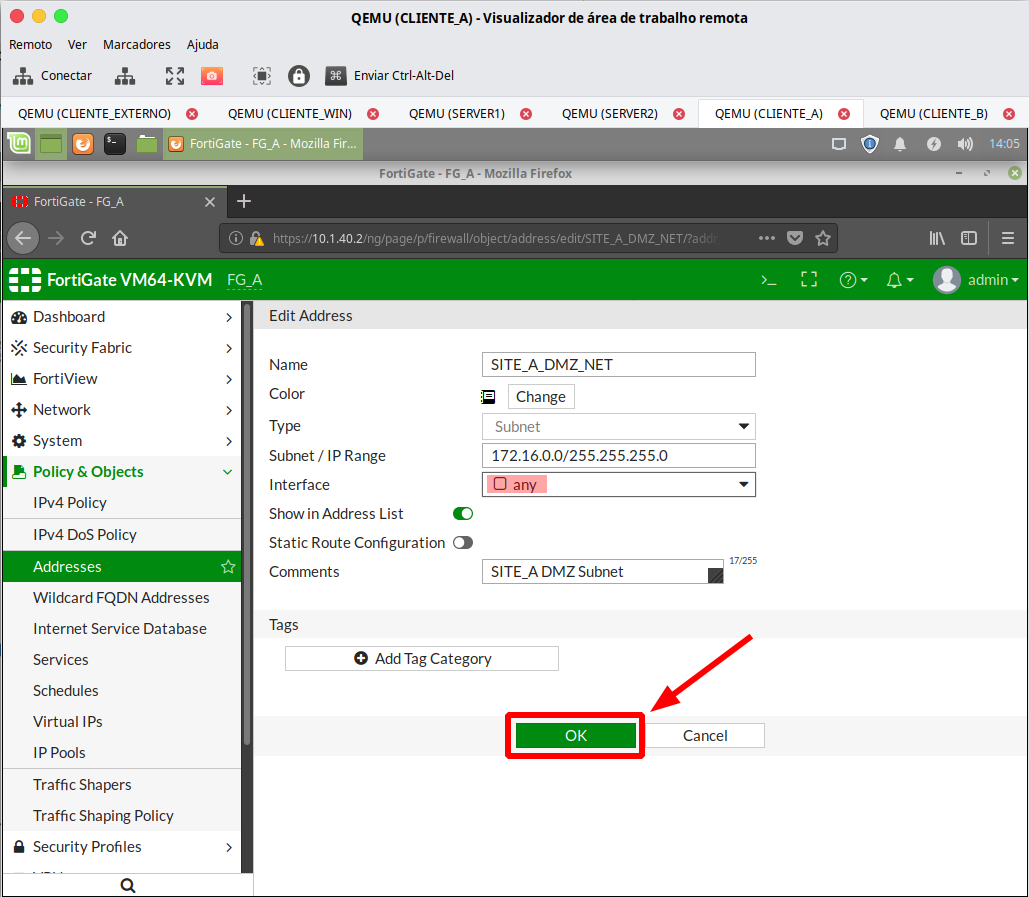 QEMU (CLIENTE_A) - Visualizador de área de trabalho remota
Remoto Ver Marcadores Ajuda
Conectar Enviar Ctrl-Alt-Del
QEMU (CLIENTE_EXTERNO) QEMU (CLIENTE_WIN) QEMU (SERVER1) QEMU (SERVER2) QEMU (CLIENTE_A) QEMU (CLIENTE_B)
FortiGate - FG_A - Mozilla Fir... 14:05
FortiGate - FG_A - Mozilla Firefox
FortiGate - FG_A
https://10.1.40.2/ng/page/p/firewall/object/address/edit/SITE_A_DMZ_NET/?addr
FortiGate VM64-KVM FG_A admin
Dashboard
Security Fabric
FortiView
Network
System
Policy & Objects
IPv4 Policy
IPv4 DoS Policy
Addresses
Wildcard FQDN Addresses
Internet Service Database
Services
Schedules
Virtual IPs
IP Pools
Traffic Shapers
Traffic Shaping Policy
Security Profiles
Edit Address
Name SITE_A_DMZ_NET
Color Change
Type Subnet
Subnet / IP Range 172.16.0.0/255.255.255.0
Interface any
Show in Address List
Static Route Configuration
Comments SITE_A DMZ Subnet 17/255
Tags
Add Tag Category
OK Cancel